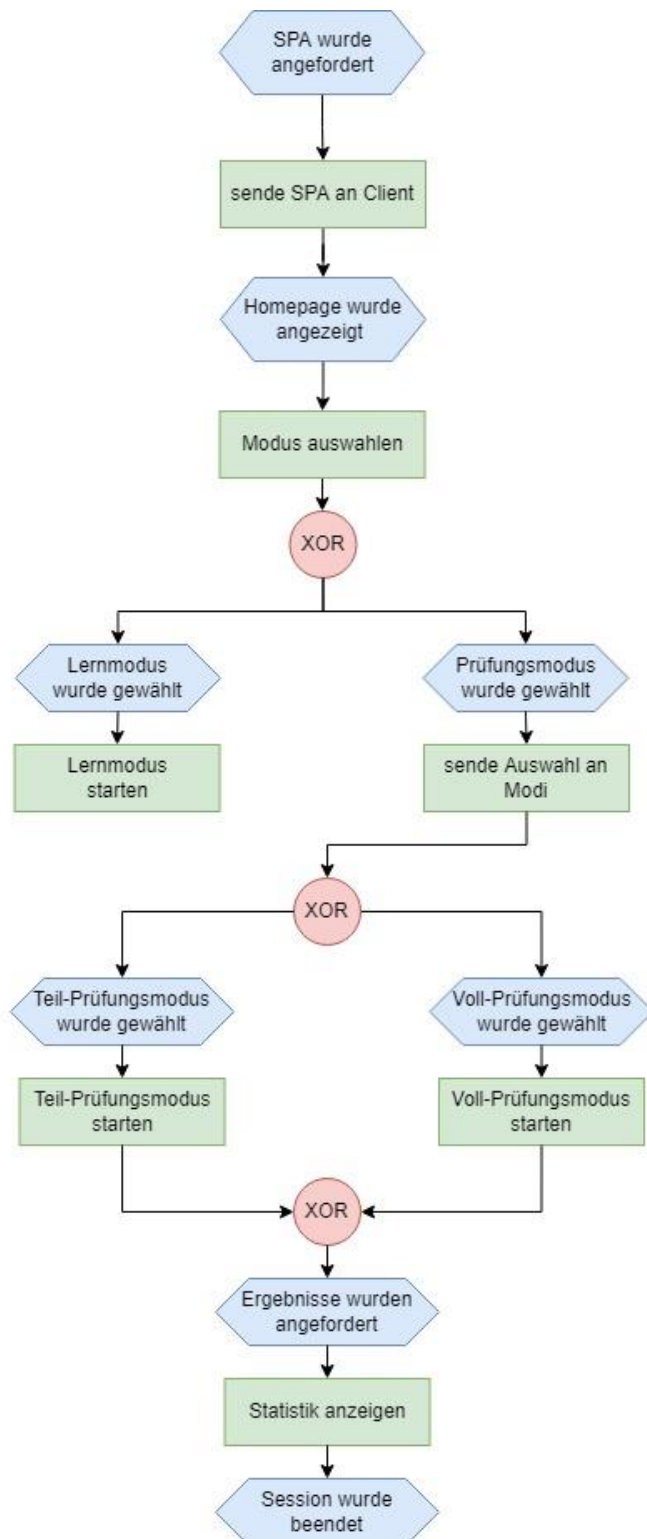 SPA wurde
angefordert
sende SPA an Client
Homepage wurde
angezeigt
Modus auswahlen
XOR
Lernmodus
wurde gewählt
Prüfungsmodus
wurde gewählt
Lernmodus
starten
sende Auswahl an
Modi
XOR
Teil-Prüfungsmodus
wurde gewählt
Voll-Prüfungsmodus
wurde gewählt
Teil-Prüfungsmodus
starten
Voll-Prüfungsmodus
starten
XOR
Ergebnisse wurden
angefordert
Statistik anzeigen
Session wurde
beendet